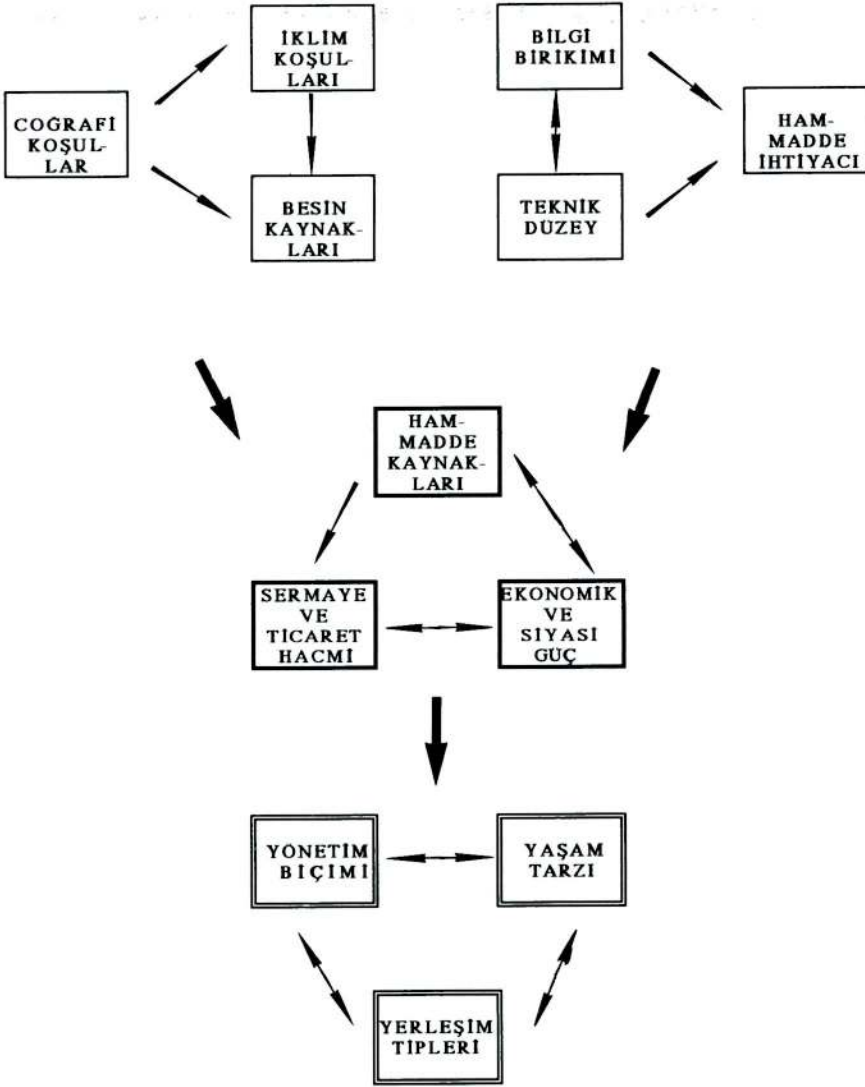 İKLİM
KOŞUL-
LARI
BİLGİ
BİRİKİMİ
COĞRAFİ
KOŞUL-
LAR
HAM-
MADDE
İHTİYACI
BESİN
KAYNAK-
LARI
TEKNİK
DÜZEY
HAM-
MADDE
KAYNAK-
LARI
SERMAYE
VE
TİCARET
HACMİ
EKONOMİK
VE
SİYASİ
GÜÇ
YÖNETİM
BİÇİMİ
YAŞAM
TARZI
YERLEŞİM
TİPLERİ